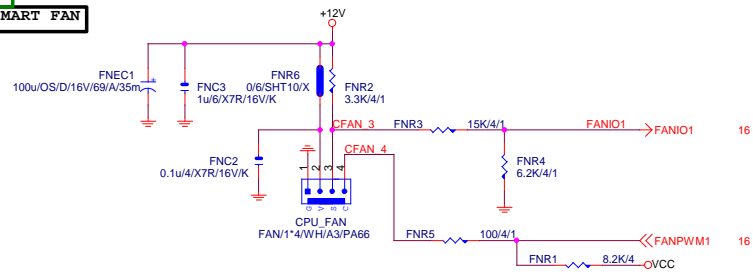 MART FAN
+12V
FNEC1
100u/OS/D/16V/69/A/35m
FNC3
1u/6/X7R/16V/K
FNR6
0/6/SHT10/X
FNR2
3.3K/4/1
CFAN_3
FNR3
15K/4/1
FANIO1
FANIO1
16
FNC2
0.1u/4/X7R/16V/K
CFAN_4
FNR4
6.2K/4/1
1
2
3
4
G
V
S
C
CPU_FAN
FAN/1*4/WH/A3/PA66
FNR5
100/4/1
FANPWM1
16
FNR1
8.2K/4
VCC